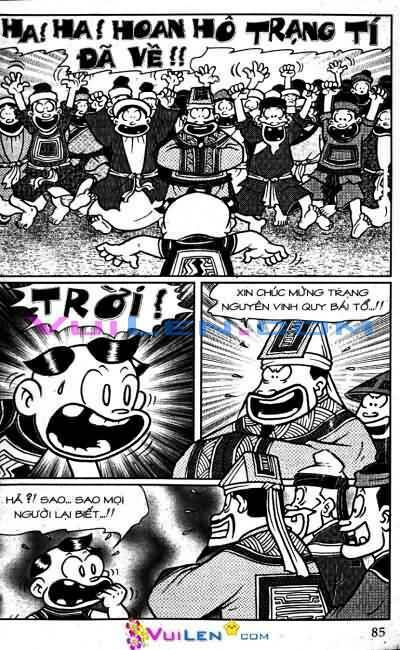 HA! HA! HOAN HÔ TRẠNG TÍ
ĐÃ VỀ!!
TRỜI!
XIN CHÚC MỪNG TRẠNG
NGUYÊN VINH QUY BÁI TỔ...!!
VuiLen.com
HẢ?! SAO... SAO MỌI
NGƯỜI LẠI BIẾT...!!
85
VuiLen.com